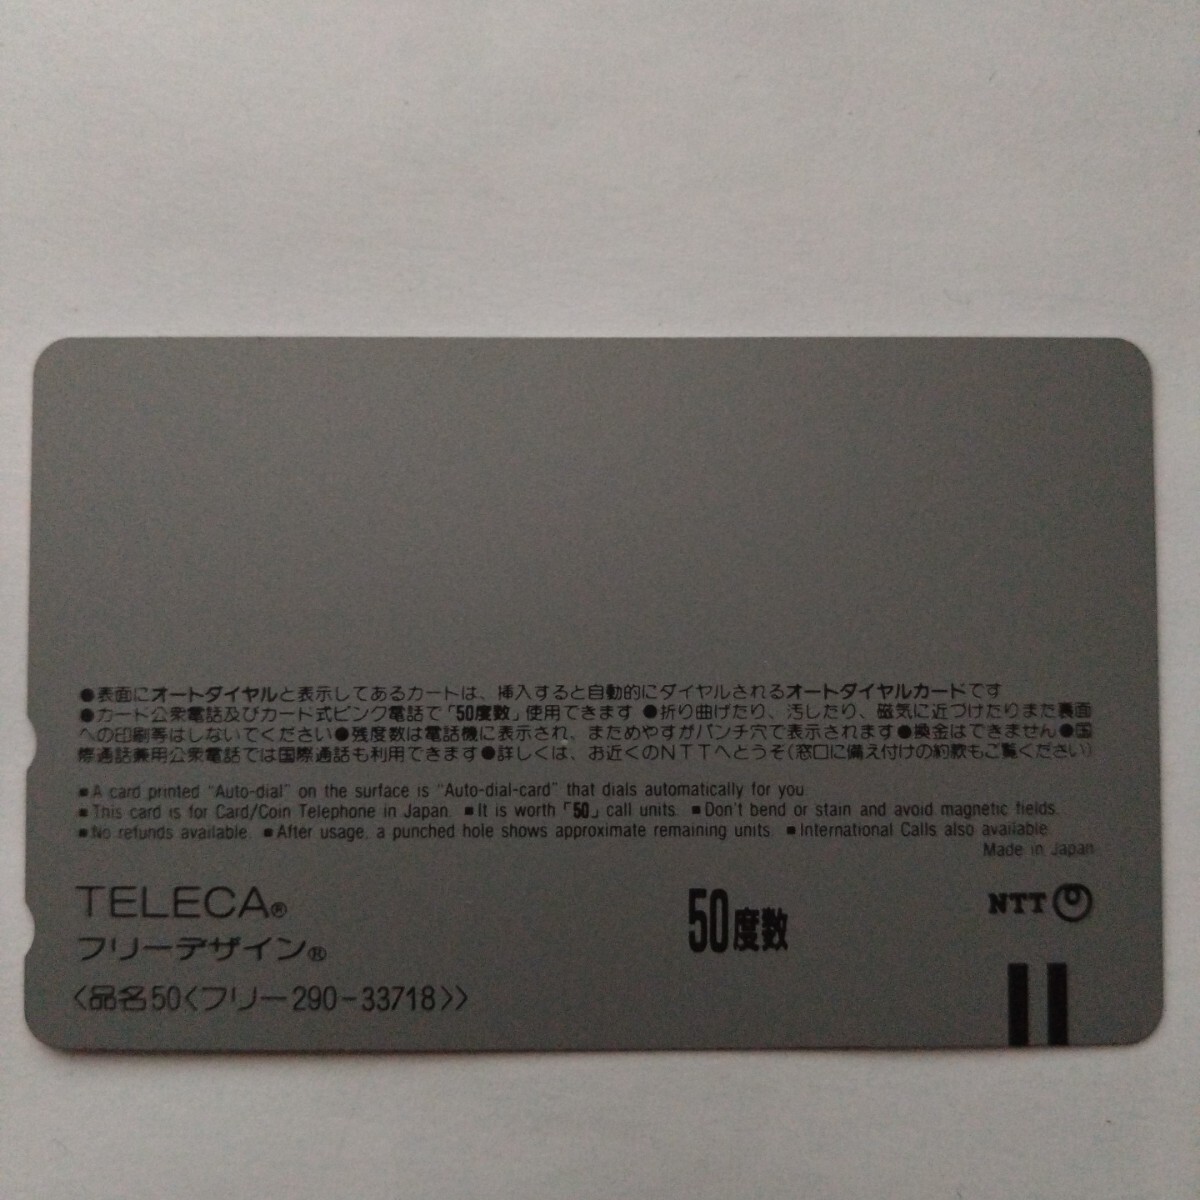 ●表面にオートダイヤルと表示してあるカードは、挿入すると自動的にダイヤルされるオートダイヤルカードです
●カード公衆電話及びカード式ピンク電話で「50度数」使用できます ●折り曲げたり、汚したり、磁気に近づけたりまた裏面
への印刷等はしないでください●残度数は電話機に表示され、まためやすがパンチ穴で表示されます●換金はできません●国
際通話兼用公衆電話では国際通話も利用できます●詳しくは、お近くのNTTへどうぞ(窓口に備え付けの約款もご覧ください)
■A card printed "Auto-dial" on the surface is "Auto-dial-card" that dials automatically for you.
■This card is for Card/Coin Telephone in Japan. ■It is worth「50」call units. ■Don't bend or stain and avoid magnetic fields.
■No refunds available. ■After usage, a punched hole shows approximate remaining units. ■International Calls also available.
Made in Japan
TELECA®
50度数
NTT
フリーデザイン®
〈品名50〈フリー290-33718〉〉